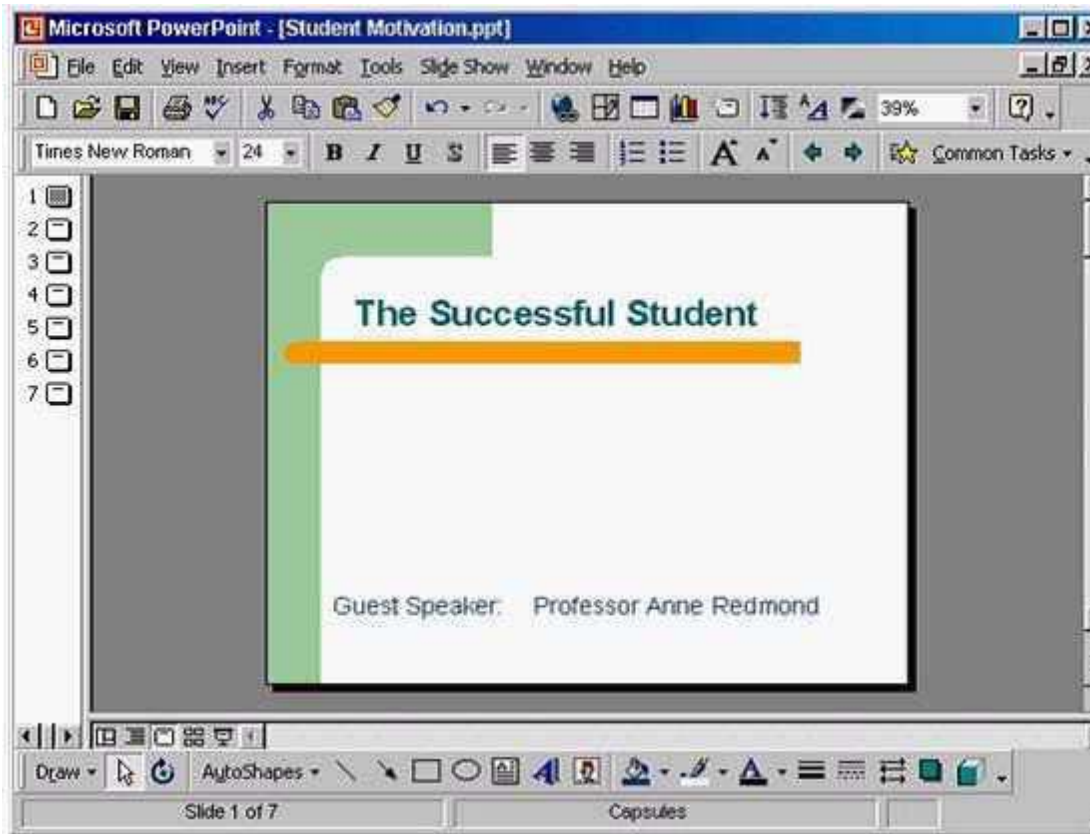 Microsoft PowerPoint - [Student Motivation.ppt]
File Edit View Insert Format Tools Slide Show Window Help
39%
Times New Roman 24 B I U S A A Common Tasks
1
2
3
4
5
6
7
The Successful Student
Guest Speaker: Professor Anne Redmond
Draw AutoShapes
Slide 1 of 7 Capsules